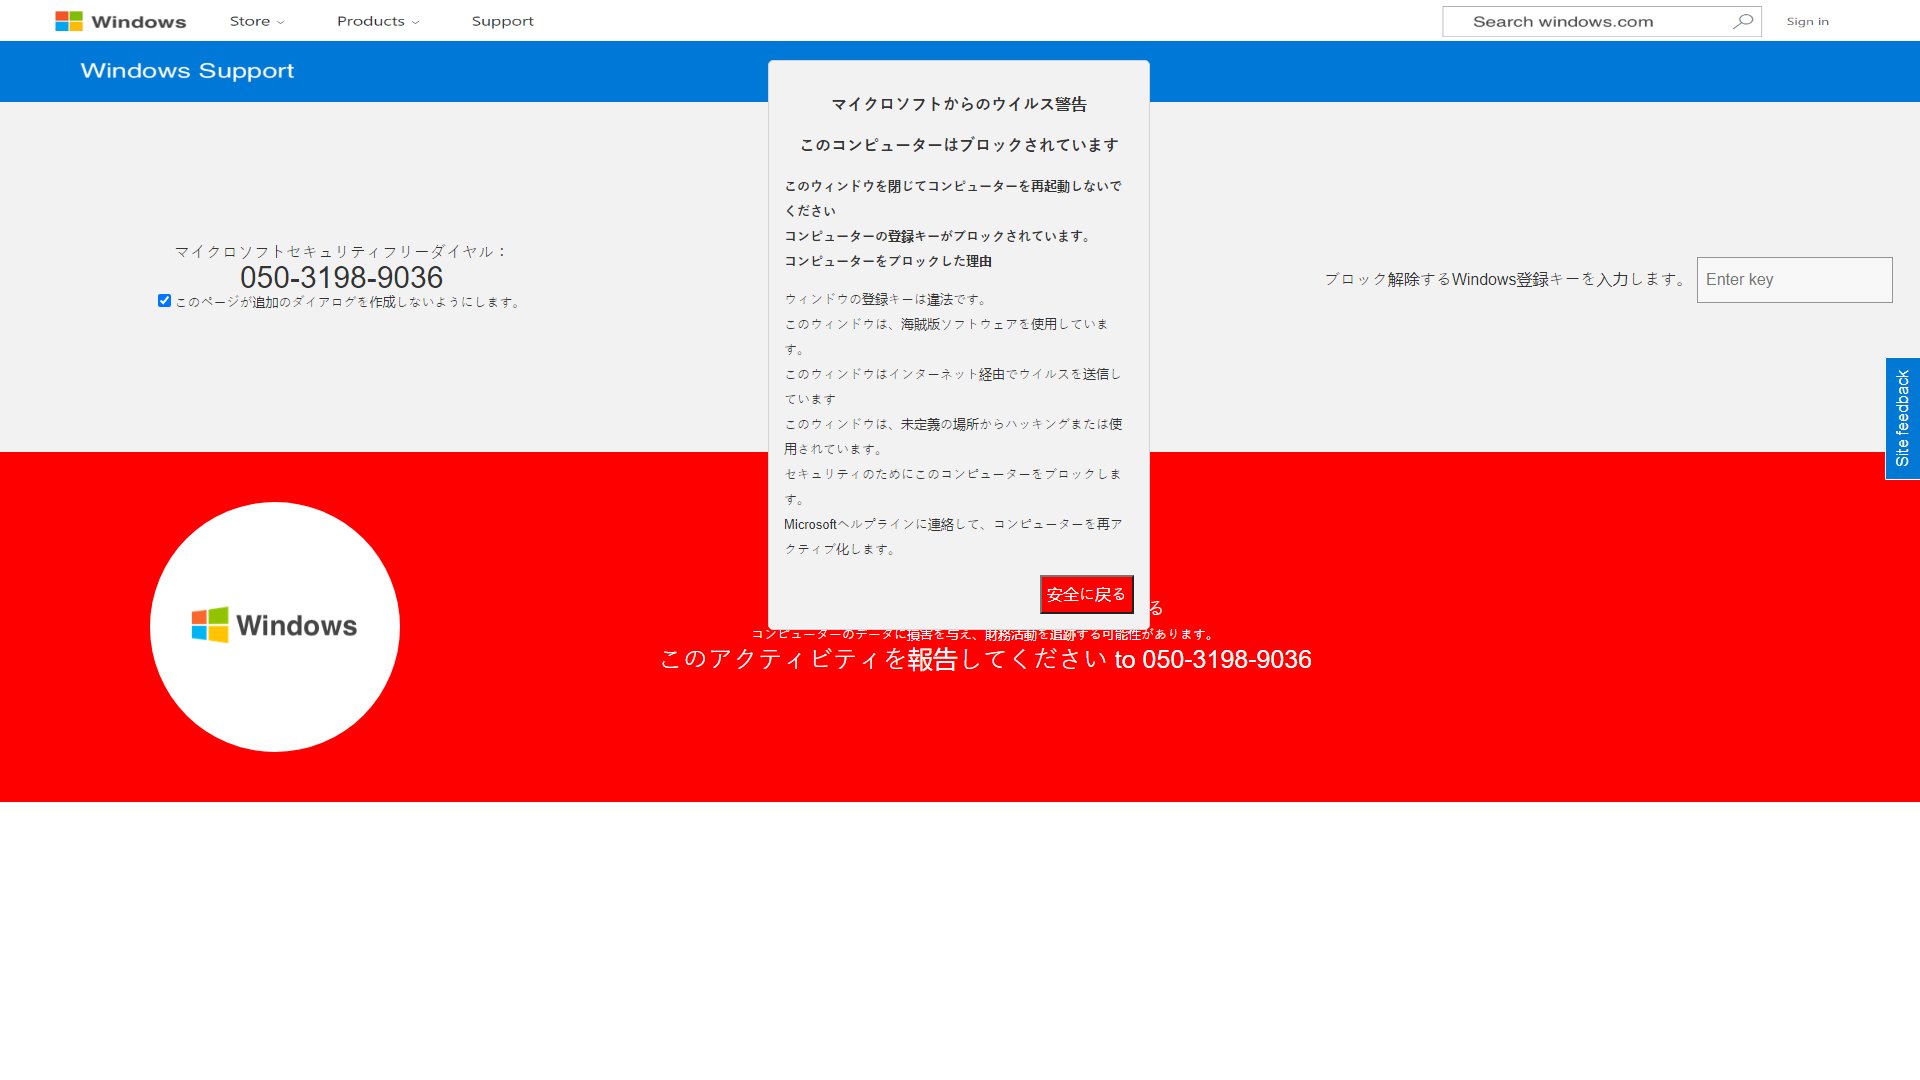 Windows Store Products Support Search windows.com Sign in
Windows Support
マイクロソフトからのウイルス警告
このコンピューターはブロックされています
このウィンドウを閉じてコンピューターを再起動しないで
ください
コンピューターの登録キーがブロックされています。
コンピューターをブロックした理由
ウィンドウの登録キーは違法です。
このウィンドウは、海賊版ソフトウェアを使用していま
す。
このウィンドウはインターネット経由でウイルスを送信し
ています
このウィンドウは、未定義の場所からハッキングまたは使
用されています。
セキュリティのためにこのコンピューターをブロックしま
す。
Microsoftヘルプラインに連絡して、コンピューターを再ア
クティブ化します。
安全に戻る
マイクロソフトセキュリティフリーダイヤル：
050-3198-9036
このページが追加のダイアログを作成しないようにします。
ブロック解除するWindows登録キーを入力します。 Enter key
Site feedback
Windows
る
コンピューターのデータに損害を与え、財務活動を追跡する可能性があります。
このアクティビティを報告してください to 050-3198-9036